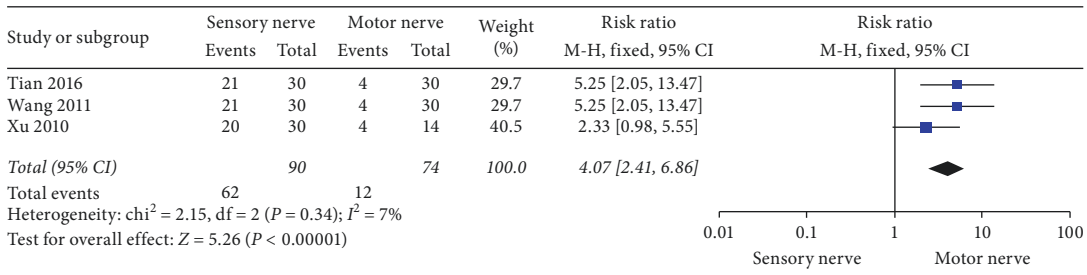 Study or subgroup Sensory nerve Motor nerve Weight (%) Risk ratio Risk ratio
Events Total Events Total M-H, fixed, 95% CI M-H, fixed, 95% CI
Tian 2016 21 30 4 30 29.7 5.25 [2.05, 13.47]
Wang 2011 21 30 4 30 29.7 5.25 [2.05, 13.47]
Xu 2010 20 30 4 14 40.5 2.33 [0.98, 5.55]
Total (95% CI) 90 74 100.0 4.07 [2.41, 6.86]
Total events 62 12
Heterogeneity: chi² = 2.15, df = 2 (P = 0.34); I² = 7%
Test for overall effect: Z = 5.26 (P < 0.00001)
0.01 0.1 1 10 100
Sensory nerve Motor nerve